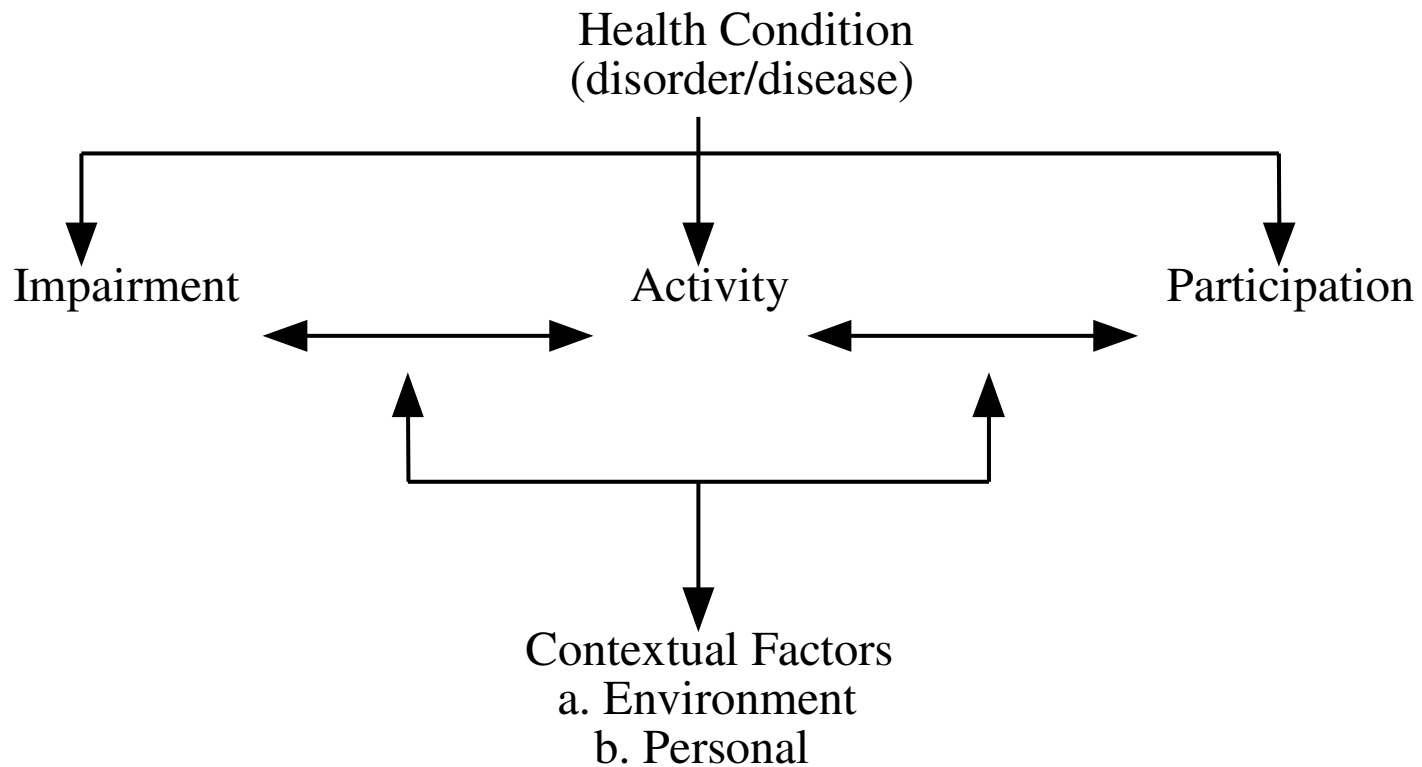 Health Condition
(disorder/disease)
Impairment
Activity
Participation
Contextual Factors
a. Environment
b. Personal